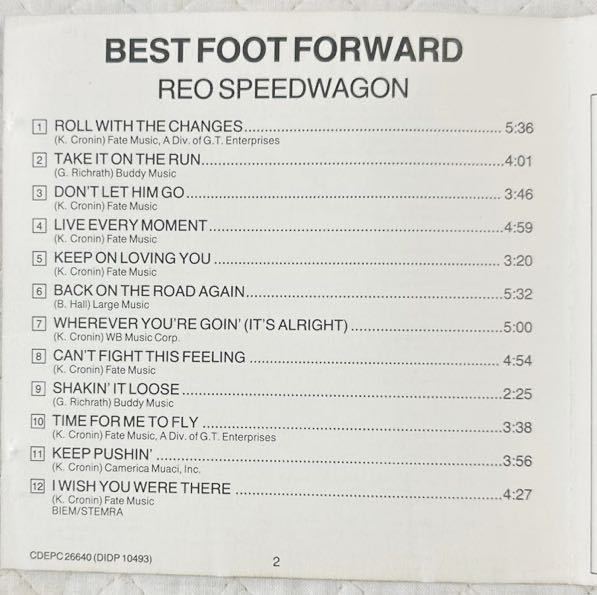 BEST FOOT FORWARD
REO SPEEDWAGON
1 ROLL WITH THE CHANGES 5:36
(K. Cronin) Fate Music, A Div. of G.T. Enterprises
2 TAKE IT ON THE RUN 4:01
(G. Richrath) Buddy Music
3 DON'T LET HIM GO 3:46
(K. Cronin) Fate Music
4 LIVE EVERY MOMENT 4:59
(K. Cronin) Fate Music
5 KEEP ON LOVING YOU 3:20
(K. Cronin) Fate Music
6 BACK ON THE ROAD AGAIN 5:32
(B. Hall) Large Music
7 WHEREVER YOU'RE GOIN' (IT'S ALRIGHT) 5:00
(K. Cronin) WB Music Corp.
8 CAN'T FIGHT THIS FEELING 4:54
(K. Cronin) Fate Music
9 SHAKIN' IT LOOSE 2:25
(G. Richrath) Buddy Music
10 TIME FOR ME TO FLY 3:38
(K. Cronin) Fate Music, A Div. of G.T. Enterprises
11 KEEP PUSHIN' 3:56
(K. Cronin) Camerica Muaci, Inc.
12 I WISH YOU WERE THERE 4:27
(K. Cronin) Fate Music
BIEM/STEMRA
CDEPC 26640 (DIDP 10493)
2